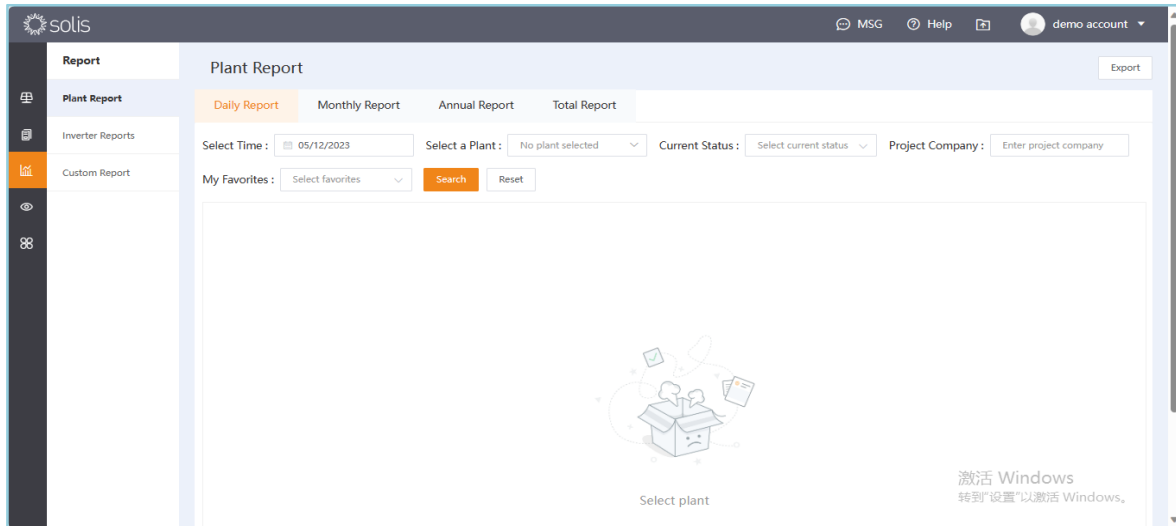 solis
MSG Help demo account
Report
Plant Report
Inverter Reports
Custom Report
Plant Report
Export
Daily Report Monthly Report Annual Report Total Report
Select Time : 05/12/2023 Select a Plant : No plant selected Current Status : Select current status Project Company : Enter project company
My Favorites : Select favorites Search Reset
Select plant
激活 Windows
转到"设置"以激活 Windows。